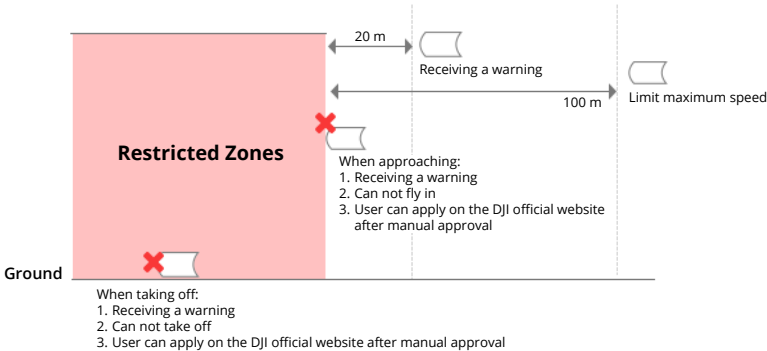 20 m
Receiving a warning
100 m
Limit maximum speed
Restricted Zones
When approaching:
1. Receiving a warning
2. Can not fly in
3. User can apply on the DJI official website
after manual approval
Ground
When taking off:
1. Receiving a warning
2. Can not take off
3. User can apply on the DJI official website after manual approval